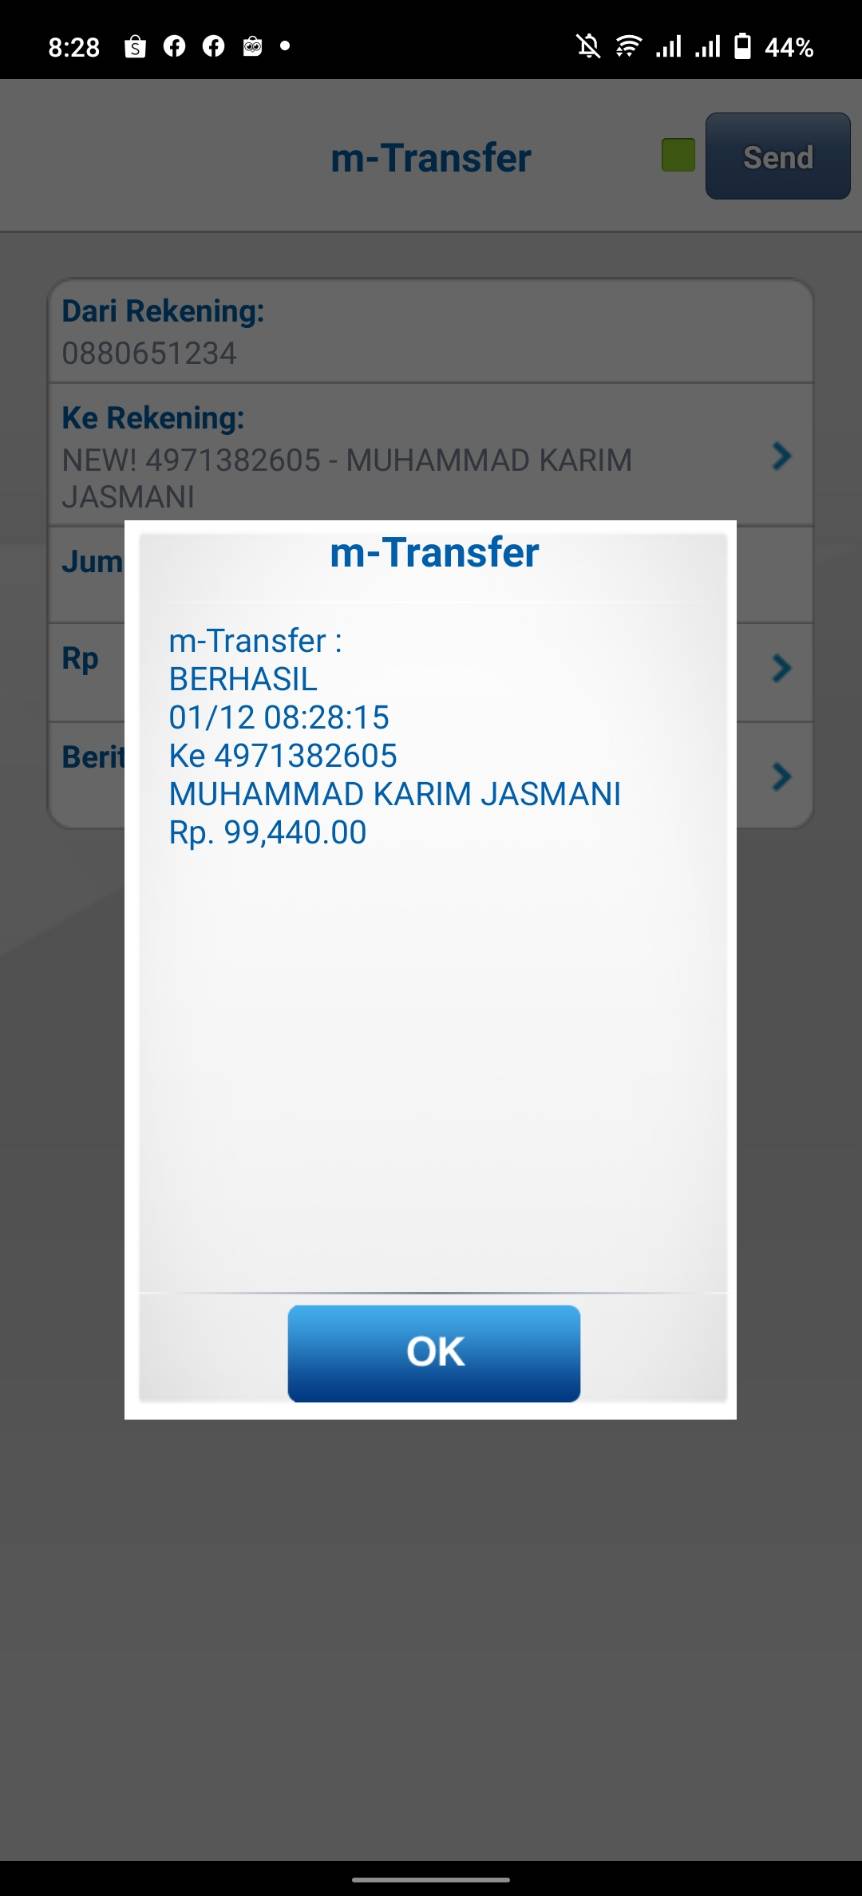 8:28
44%
m-Transfer
Send
Dari Rekening:
0880651234
Ke Rekening:
NEW! 4971382605 - MUHAMMAD KARIM
JASMANI
Jum
Rp
Berit
m-Transfer
m-Transfer :
BERHASIL
01/12 08:28:15
Ke 4971382605
MUHAMMAD KARIM JASMANI
Rp. 99,440.00
OK